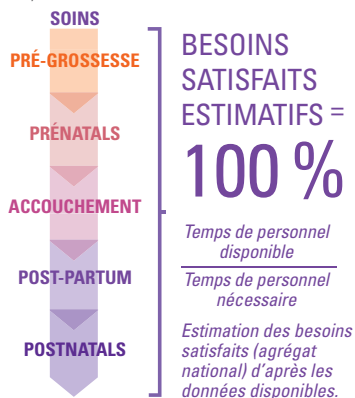 SOINS
PRÉ-GROSSESSE
PRÉNATALS
ACCOUCHEMENT
POST-PARTUM
POSTNATALS
BESOINS
SATISFAITS
ESTIMATIFS =
100 %
Temps de personnel
disponible
Temps de personnel
nécessaire
Estimation des besoins
satisfaits (agrégat
national) d’après les
données disponibles.